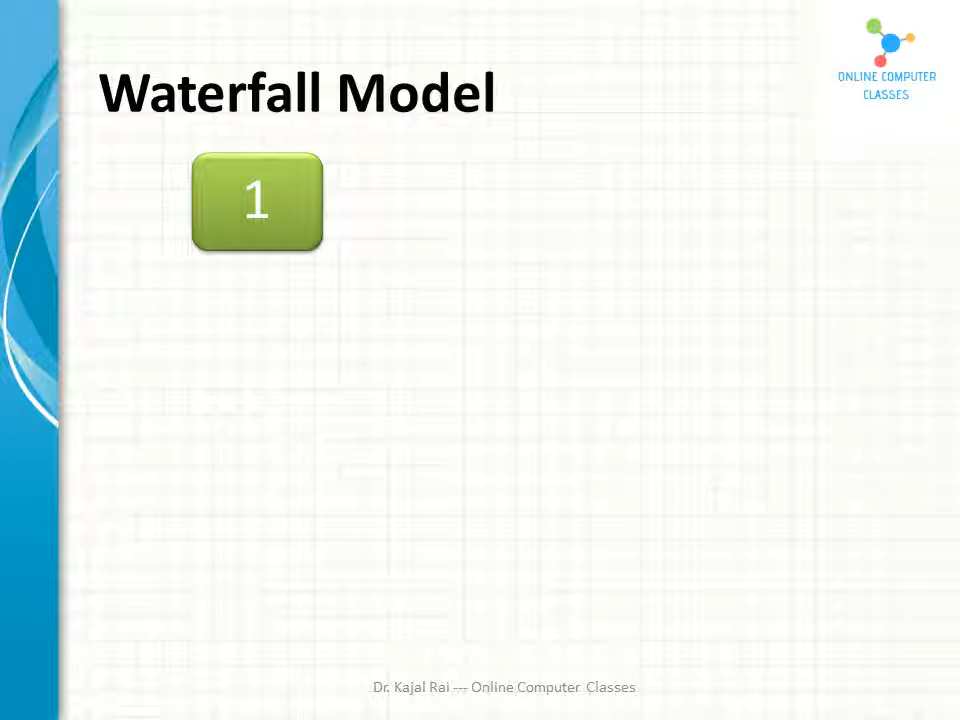 Waterfall Model
ONLINE COMPUTER
CLASSES
1
Dr. Kajal Rai --- Online Computer Classes